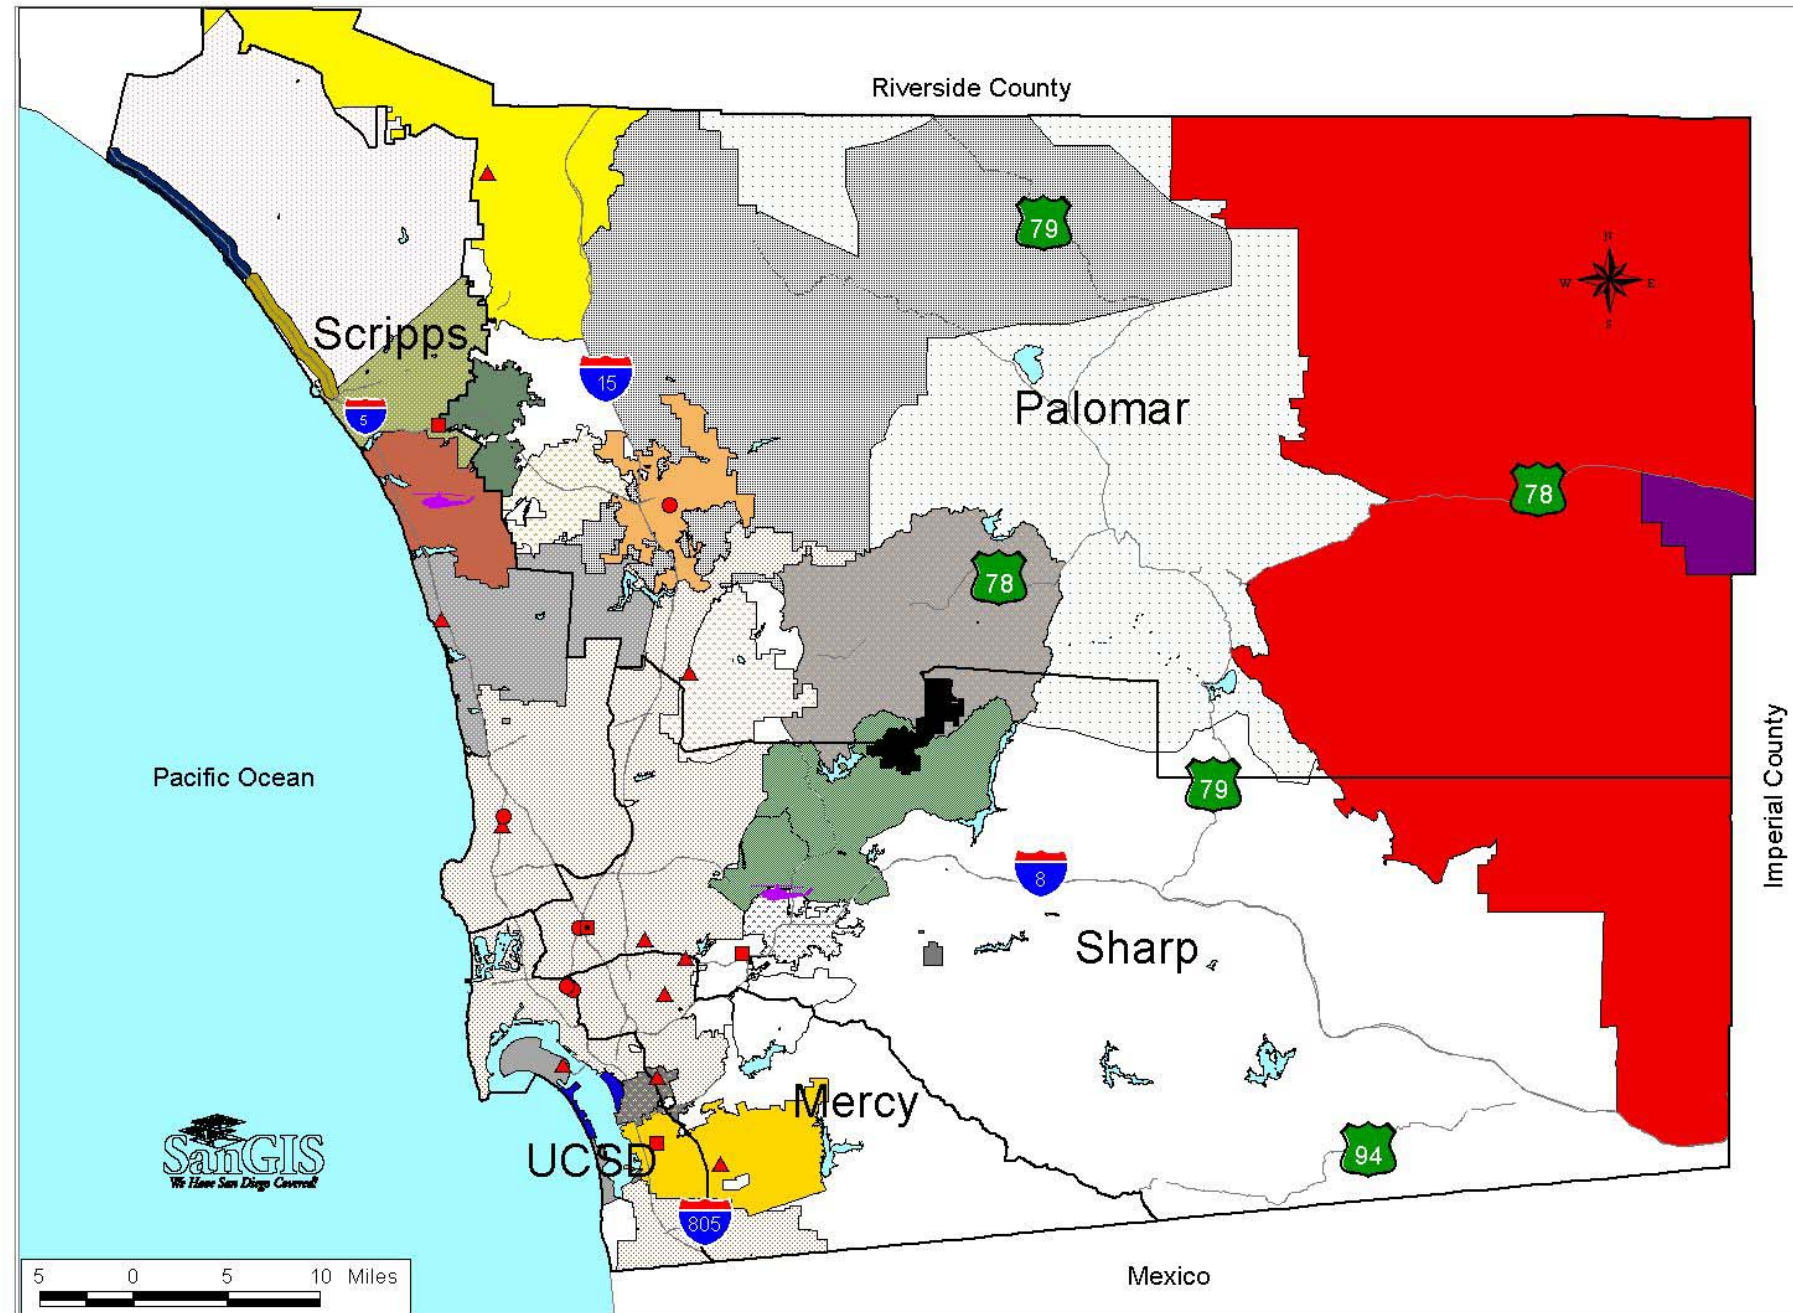 Riverside County
79
N
W E
S
Scripps
15
5
Palomar
78
78
Imperial County
Pacific Ocean
79
8
Sharp
Mercy
UCSD
94
SanGIS
We Have San Diego Covered!
805
5 0 5 10 Miles
Mexico